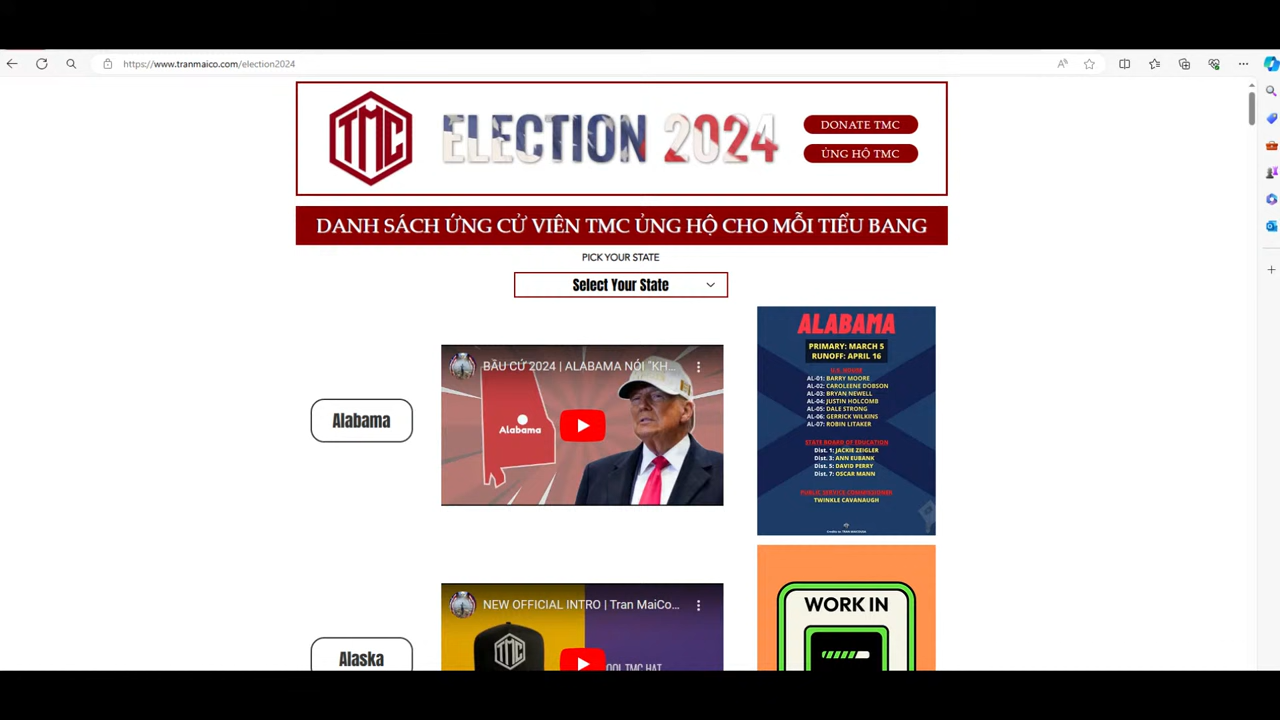 https://www.tranmaico.com/election2024
TMC
ELECTION 2024
DONATE TMC
ỦNG HỘ TMC
DANH SÁCH ỨNG CỬ VIÊN TMC ỦNG HỘ CHO MỖI TIỂU BANG
PICK YOUR STATE
Select Your State
Alabama
BẦU CỬ 2024 | ALABAMA NÓI "KH...
Alabama
ALABAMA
PRIMARY: MARCH 5
RUNOFF: APRIL 16
U.S. HOUSE
AL-01: BARRY MOORE
AL-02: CAROLEENE DOBSON
AL-03: BRYAN NEWELL
AL-04: JUSTIN HOLCOMB
AL-05: DALE STRONG
AL-06: GERRICK WILKINS
AL-07: ROBIN LITAKER
STATE BOARD OF EDUCATION
Dist. 1: JACKIE ZEIGLER
Dist. 3: ANN EUBANK
Dist. 5: DAVID PERRY
Dist. 7: OSCAR MANN
PUBLIC SERVICE COMMISSIONER
TWINKLE CAVANAUGH
Alaska
NEW OFFICIAL INTRO | Tran MaiCo...
TMC
TMC HAT
WORK IN